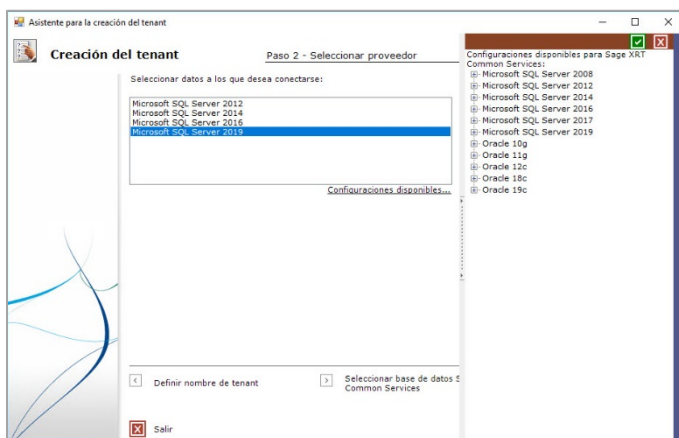 Asistente para la creación del tenant
Creación del tenant
Paso 2 - Seleccionar proveedor
Seleccionar datos a los que desea conectarse:
Microsoft SQL Server 2012
Microsoft SQL Server 2014
Microsoft SQL Server 2016
Microsoft SQL Server 2019
Configuraciones disponibles...
Definir nombre de tenant
Seleccionar base de datos S
Common Services
Salir
Configuraciones disponibles para Sage XRT
Common Services:
Microsoft SQL Server 2008
Microsoft SQL Server 2012
Microsoft SQL Server 2014
Microsoft SQL Server 2016
Microsoft SQL Server 2017
Microsoft SQL Server 2019
Oracle 10g
Oracle 11g
Oracle 12c
Oracle 18c
Oracle 19c